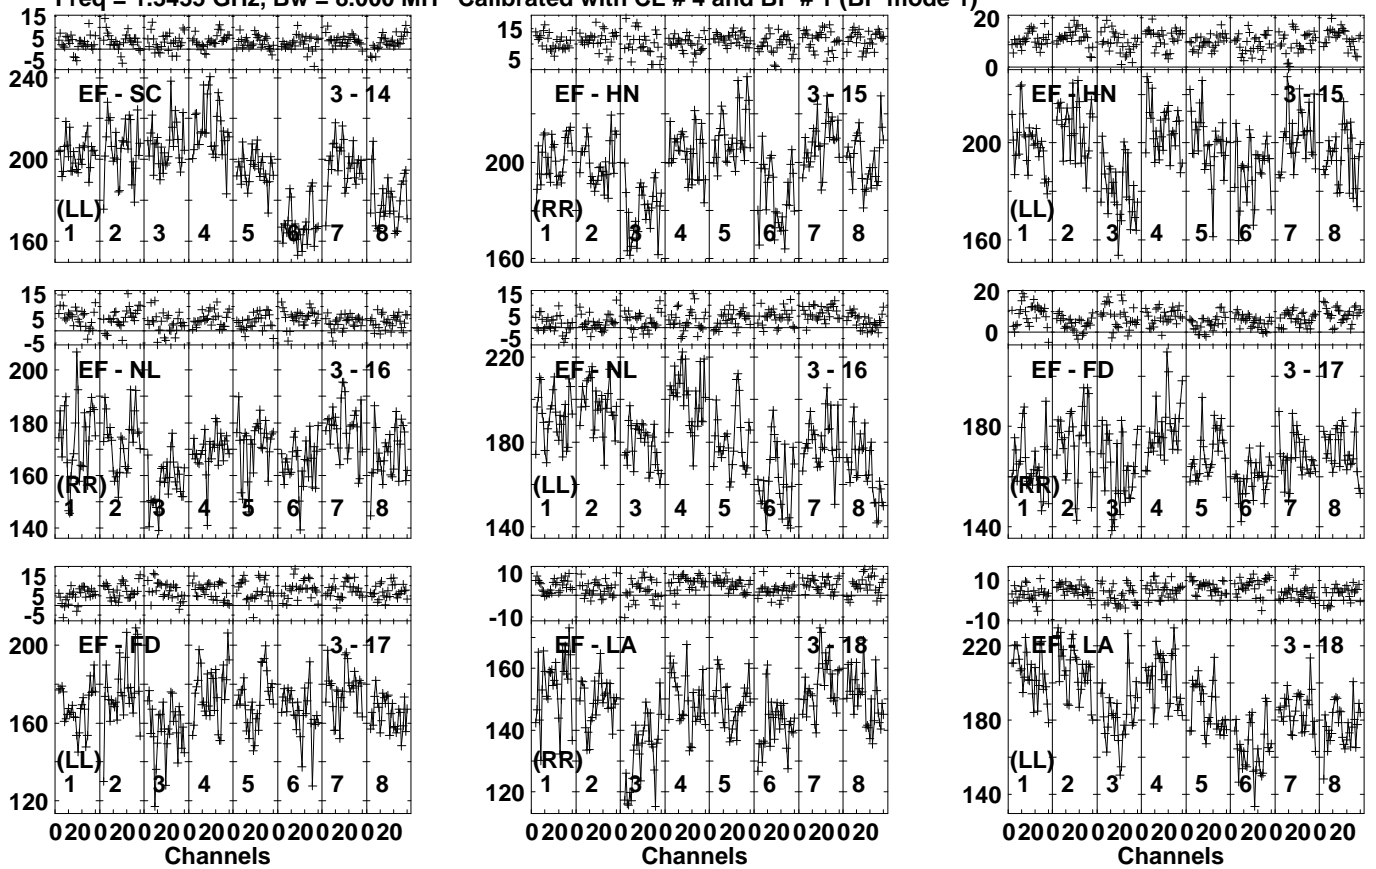 Freq = 1.3435 GHz, Bw = 8.000 MH Calibrated with CL # 4 and BP # 1 (BP mode 1)
15 5 -5
240 200 160
EF - SC 3 - 14
(LL)
1 2 3 4 5 6 7 8
15 5
200 160
EF - HN 3 - 15
(RR)
1 2 3 4 5 6 7 8
20 0
200 160
EF - HN 3 - 15
(LL)
1 2 3 4 5 6 7 8
15 5 -5
200 180 160 140
EF - NL 3 - 16
(RR)
1 2 3 4 5 6 7 8
15 5 -5
220 180 140
EF - NL 3 - 16
(LL)
1 2 3 4 5 6 7 8
20 0
180 140
EF - FD 3 - 17
(RR)
1 2 3 4 5 6 7 8
15 5 -5
200 160 120
EF - FD 3 - 17
(LL)
1 2 3 4 5 6 7 8
0 20 0 20 0 20 0 20 0 20 0 20 0 20 0 20
Channels
10 -10
160 140 120
EF - LA 3 - 18
(RR)
1 2 3 4 5 6 7 8
0 20 0 20 0 20 0 20 0 20 0 20 0 20 0 20
Channels
10 -10
220 180 140
EF - LA 3 - 18
(LL)
1 2 3 4 5 6 7 8
0 20 0 20 0 20 0 20 0 20 0 20 0 20 0 20
Channels